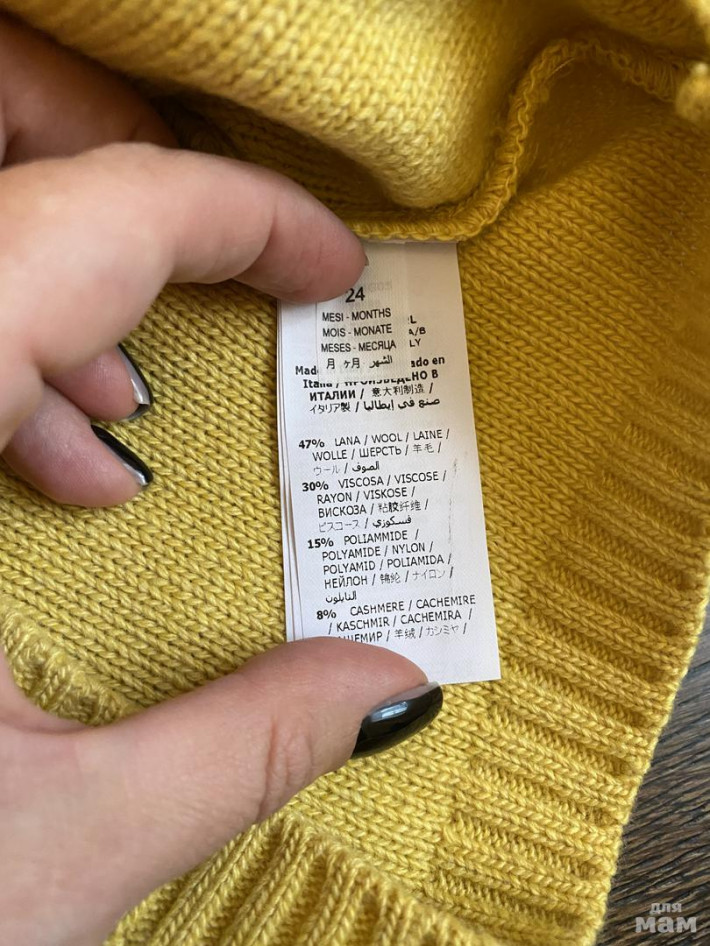 24
MESI - MONTHS
MOIS - MONATE
MESES - МЕСЯЦА
月 ヶ月 الشهر
L
A/B
LY
Made ado en
Italia / ПРОИЗВЕДЕНО В
ИТАЛИИ / 意大利制造 /
イタリア製 / صنع في إيطاليا
47% LANA / WOOL / LAINE /
WOLLE / ШЕРСТЬ / 羊毛 /
ウール / الصوف
30% VISCOSA / VISCOSE /
RAYON / VISKOSE /
ВИСКОЗА / 粘胶纤维 /
ビスコース / فسكوزي
15% POLIAMMIDE /
POLYAMIDE / NYLON /
POLYAMID / POLIAMIDA /
НЕЙЛОН / 锦纶 / ナイロン /
النايلون
8% CASHMERE / CACHEMIRE
/ KASCHMIR / CACHEMIRA /
ШЕМИР / 羊绒 / カシミヤ /
для
мам